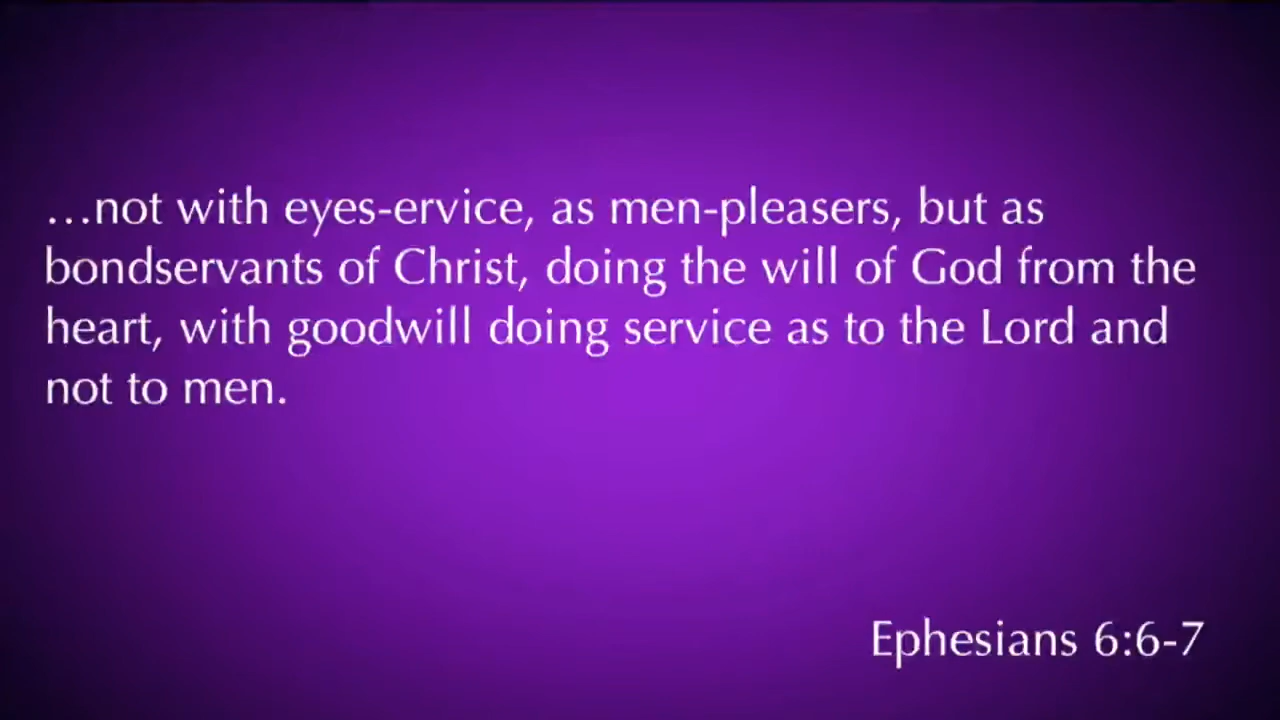 …not with eyes-ervice, as men-pleasers, but as
bondservants of Christ, doing the will of God from the
heart, with goodwill doing service as to the Lord and
not to men.
Ephesians 6:6-7